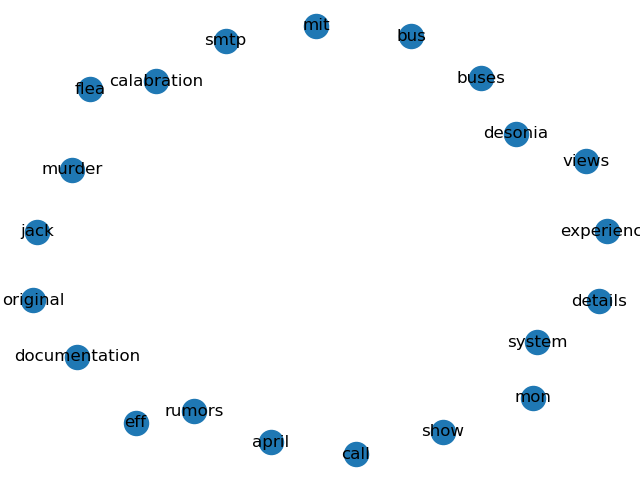 mit
bus
smtp
buses
calabration
flea
desonia
views
murder
jack
experienc
original
details
system
documentation
mon
rumors
eff
show
april
call